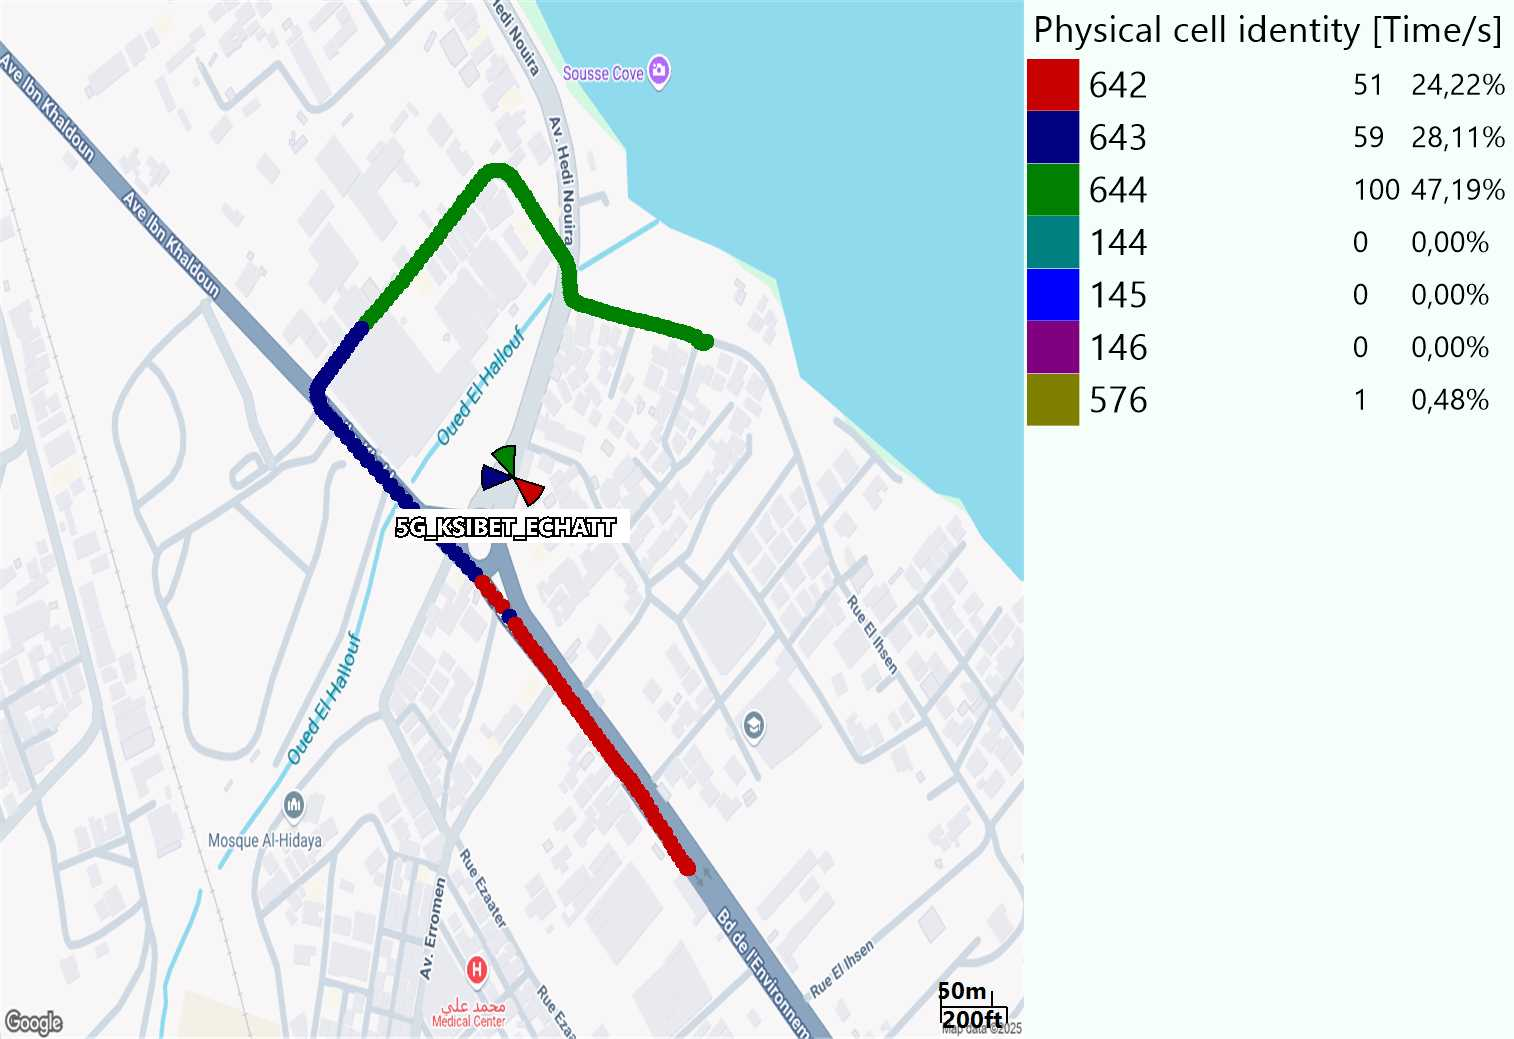 Physical cell identity [Time/s]
642 51 24,22%
643 59 28,11%
644 100 47,19%
144 0 0,00%
145 0 0,00%
146 0 0,00%
576 1 0,48%
Hedi Nouira
Sousse Cove
Ave Ibn Khaldoun
Ave Ibn Khaldoun
Av. Hedi Nouira
Oued El Hallouf
5G_KSIBET_ECHATT
Rue El Ihsen
Oued El Hallouf
Mosque Al-Hidaya
Rue Ezaater
Av. Erromen
Bd de l'Environnem
Rue El Ihsen
محمد علي
Medical Center
Rue Ezaa
50m
200ft
Google
Map data ©2025